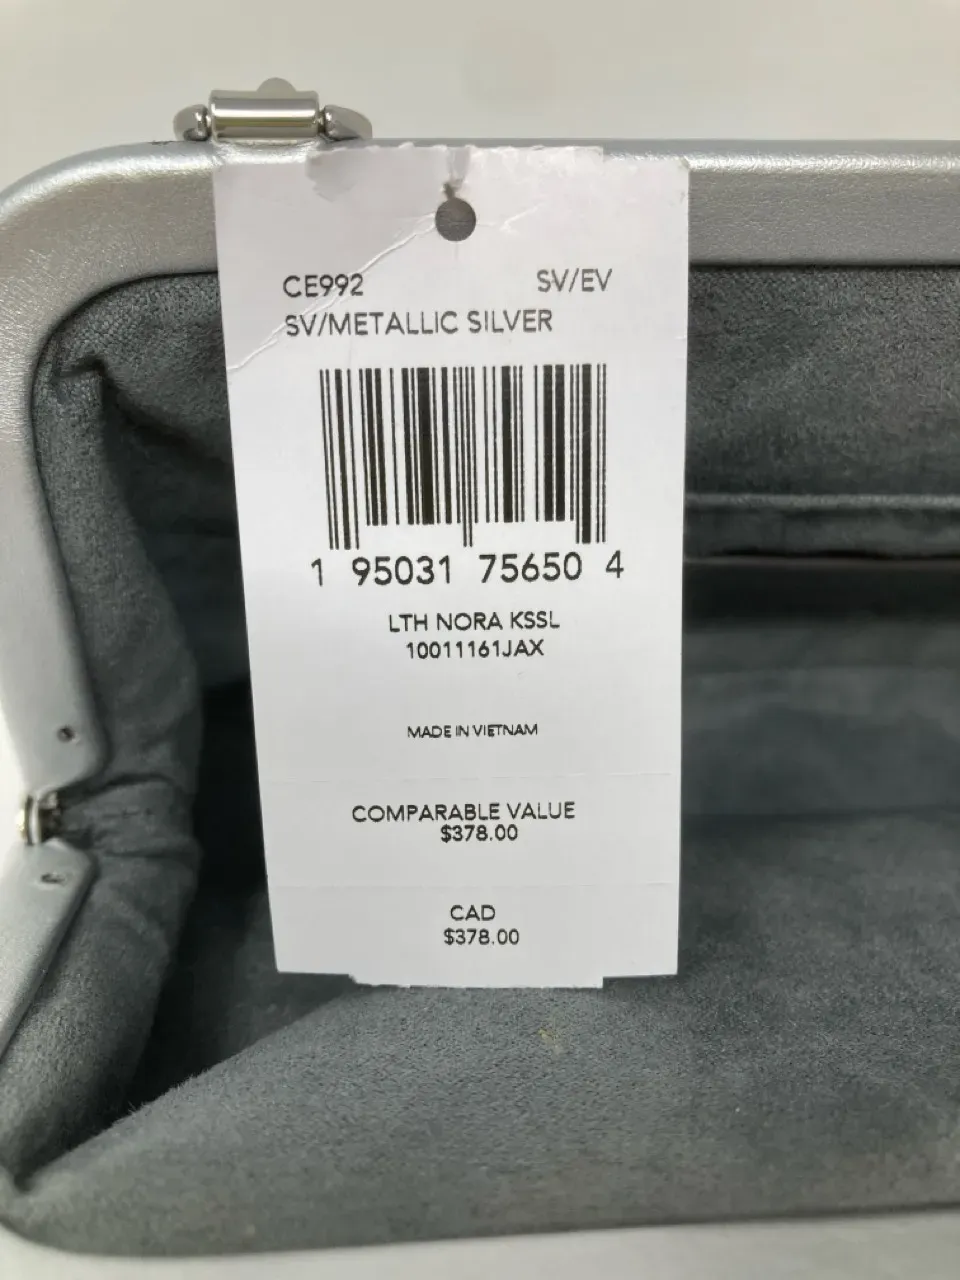 CE992 SV/EV
SV/METALLIC SILVER
1 95031 75650 4
LTH NORA KSSL
10011161JAX
MADE IN VIETNAM
COMPARABLE VALUE
$378.00
CAD
$378.00